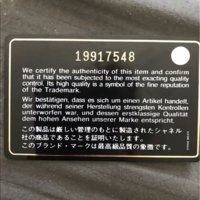 19917548
We certify the authenticity of this item and confirm
that it has been subjected to the most exacting quality
control. Its high quality is a symbol of the fine reputation
of the Trademark.
Wir bestätigen, dass es sich um einen Artikel handelt,
der während seiner Herstellung strengsten Kontrollen
unterworfen war, und dessen erstklassige Qualität
dem hohen Ansehen unserer Marke entspricht.
この製品は厳しい管理のもとに製造されたシャネル
社の商品であることを証明いたします。
このブランド・マークは最高級品質の象徴です。